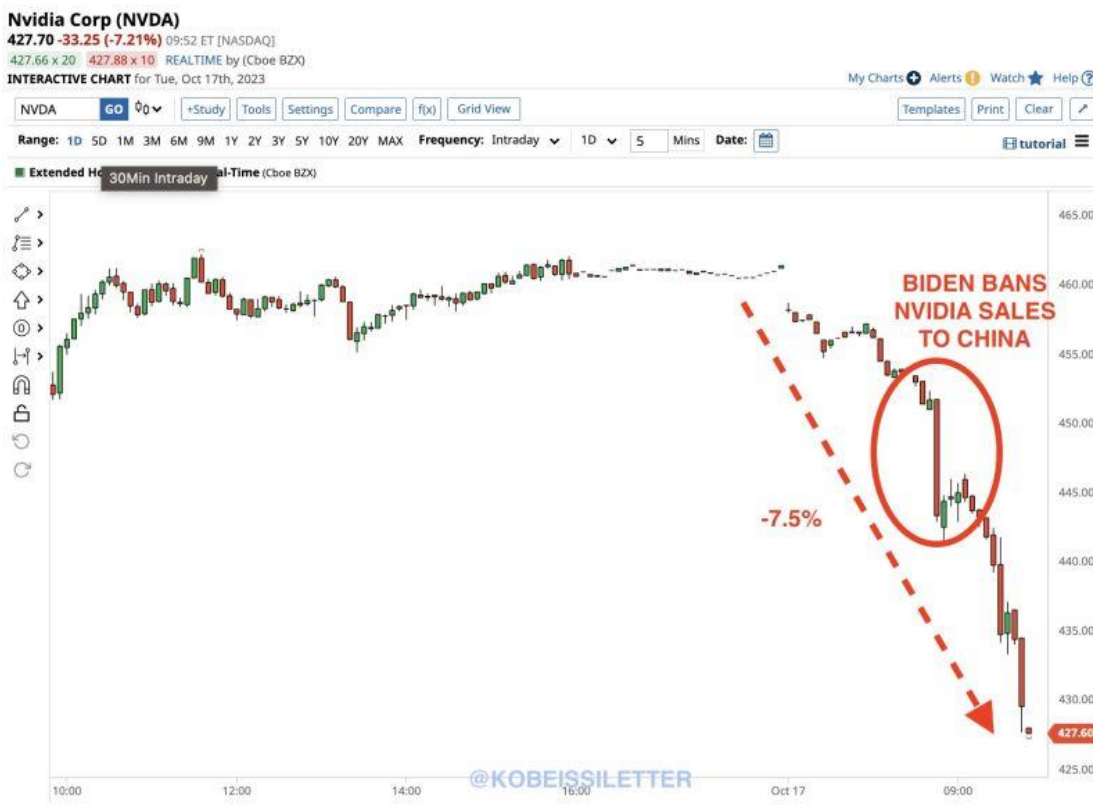 Nvidia Corp (NVDA)
427.70 -33.25 (-7.21%) 09:52 ET [NASDAQ]
427.66 x 20 427.88 x 10 REALTIME by (Cboe BZX)
INTERACTIVE CHART for Tue, Oct 17th, 2023
My Charts Alerts Watch Help
NVDA GO +Study Tools Settings Compare f(x) Grid View Templates Print Clear
Range: 1D 5D 1M 3M 6M 9M 1Y 2Y 3Y 5Y 10Y 20Y MAX Frequency: Intraday 1D 5 Mins Date:
tutorial
Extended Ho 30Min Intraday al-Time (Cboe BZX)
465.00
460.00
BIDEN BANS
NVIDIA SALES
TO CHINA
455.00
450.00
445.00
-7.5%
440.00
435.00
430.00
427.60
425.00
@KOBEISSILETTER
10:00 12:00 14:00 16:00 Oct 17 09:00